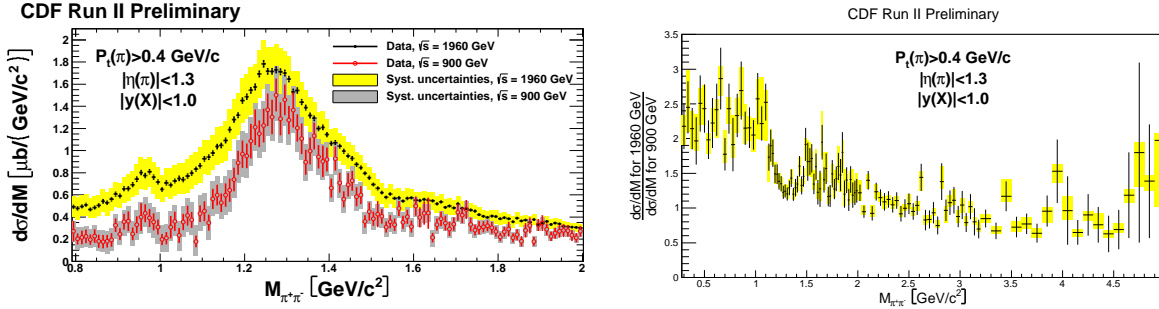 CDF Run II Preliminary
P_t(π)>0.4 GeV/c
|η(π)|<1.3
|y(X)|<1.0
Data, √s = 1960 GeV
Data, √s = 900 GeV
Syst. uncertainties, √s = 1960 GeV
Syst. uncertainties, √s = 900 GeV
dσ/dM [μb/(GeV/c²)]
2
1.8
1.6
1.4
1.2
1
0.8
0.6
0.4
0.2
0
0.8 1 1.2 1.4 1.6 1.8 2
M_π⁺π⁻ [GeV/c²]
CDF Run II Preliminary
P_t(π)>0.4 GeV/c
|η(π)|<1.3
|y(X)|<1.0
dσ/dM for 1960 GeV
dσ/dM for 900 GeV
3.5
3
2.5
2
1.5
1
0.5
0
0.5 1 1.5 2 2.5 3 3.5 4 4.5
M_π⁺π⁻ [GeV/c²]